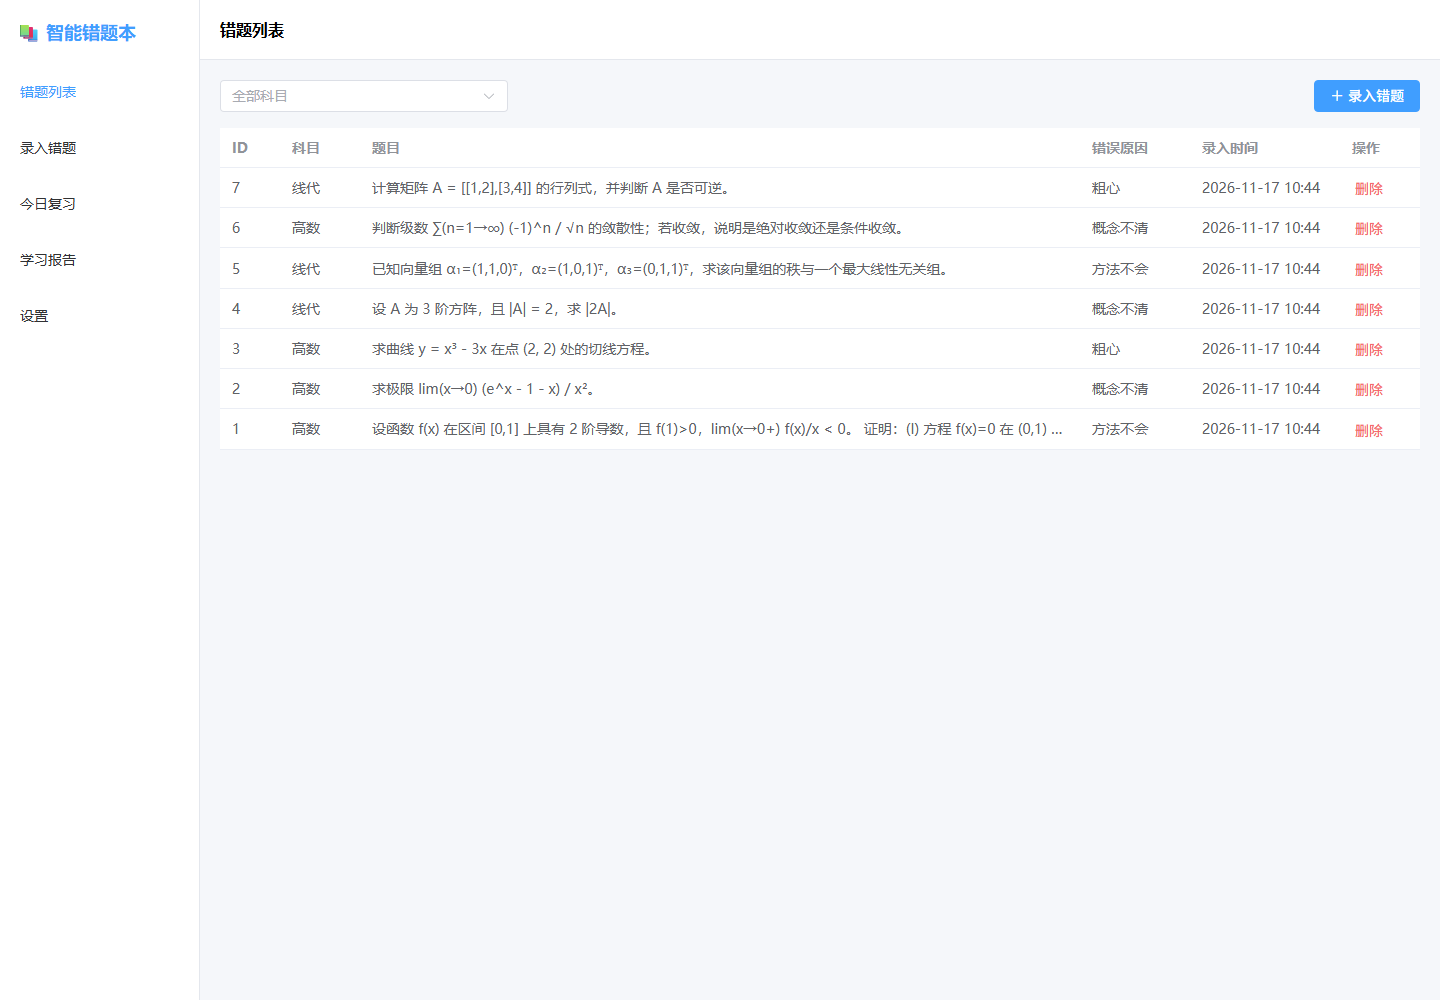 智能错题本
错题列表
录入错题
今日复习
学习报告
设置
错题列表
全部科目
+ 录入错题
ID 科目 题目 错误原因 录入时间 操作
7 线代 计算矩阵 A = [[1,2],[3,4]] 的行列式，并判断 A 是否可逆。 粗心 2026-11-17 10:44 删除
6 高数 判断级数 ∑(n=1→∞) (-1)^n / √n 的敛散性；若收敛，说明是绝对收敛还是条件收敛。 概念不清 2026-11-17 10:44 删除
5 线代 已知向量组 α₁=(1,1,0)ᵀ，α₂=(1,0,1)ᵀ，α₃=(0,1,1)ᵀ，求该向量组的秩与一个最大线性无关组。 方法不会 2026-11-17 10:44 删除
4 线代 设 A 为 3 阶方阵，且 |A| = 2，求 |2A|。 概念不清 2026-11-17 10:44 删除
3 高数 求曲线 y = x³ - 3x 在点 (2, 2) 处的切线方程。 粗心 2026-11-17 10:44 删除
2 高数 求极限 lim(x→0) (e^x - 1 - x) / x²。 概念不清 2026-11-17 10:44 删除
1 高数 设函数 f(x) 在区间 [0,1] 上具有 2 阶导数，且 f(1)>0，lim(x→0+) f(x)/x < 0。 证明：(I) 方程 f(x)=0 在 (0,1) ... 方法不会 2026-11-17 10:44 删除